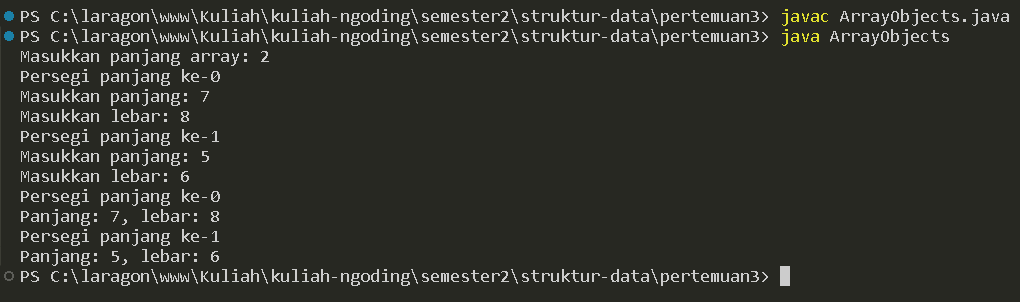 PS C:\laragon\www\Kuliah\kuliah-ngoding\semester2\struktur-data\pertemuan3> javac ArrayObjects.java
PS C:\laragon\www\Kuliah\kuliah-ngoding\semester2\struktur-data\pertemuan3> java ArrayObjects
Masukkan panjang array: 2
Persegi panjang ke-0
Masukkan panjang: 7
Masukkan lebar: 8
Persegi panjang ke-1
Masukkan panjang: 5
Masukkan lebar: 6
Persegi panjang ke-0
Panjang: 7, lebar: 8
Persegi panjang ke-1
Panjang: 5, lebar: 6
PS C:\laragon\www\Kuliah\kuliah-ngoding\semester2\struktur-data\pertemuan3>